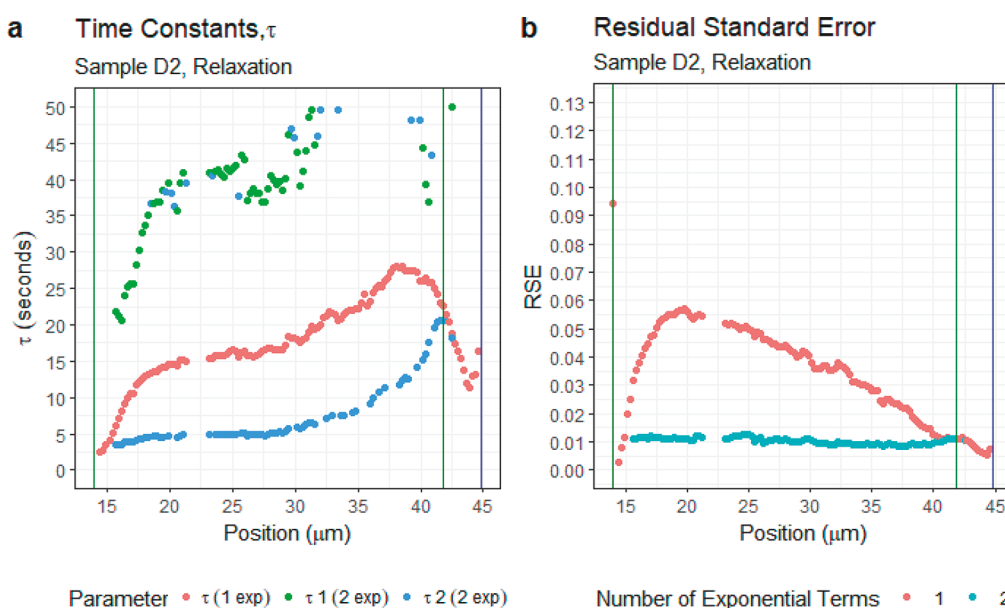 a Time Constants,τ
Sample D2, Relaxation
50
45
40
35
30
25
20
15
10
5
0
τ (seconds)
15 20 25 30 35 40 45
Position (μm)
Parameter τ (1 exp) τ 1 (2 exp) τ 2 (2 exp)
b Residual Standard Error
Sample D2, Relaxation
0.13
0.12
0.11
0.10
0.09
0.08
0.07
0.06
0.05
0.04
0.03
0.02
0.01
0.00
RSE
15 20 25 30 35 40 45
Position (μm)
Number of Exponential Terms 1 2